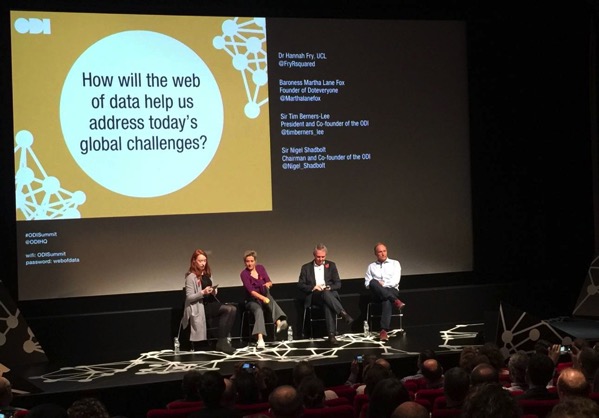 ODI
How will the web
of data help us
address today's
global challenges?
Dr Hannah Fry, UCL
@FryRsquared
Baroness Martha Lane Fox
Founder of Doteveryone
@Marthalanefox
Sir Tim Berners-Lee
President and Co-founder of the ODI
@timberners_lee
Sir Nigel Shadbolt
Chairman and Co-founder of the ODI
@Nigel_Shadbolt
#ODISummit
@ODIHQ
wifi: ODISummit
password: webofdata